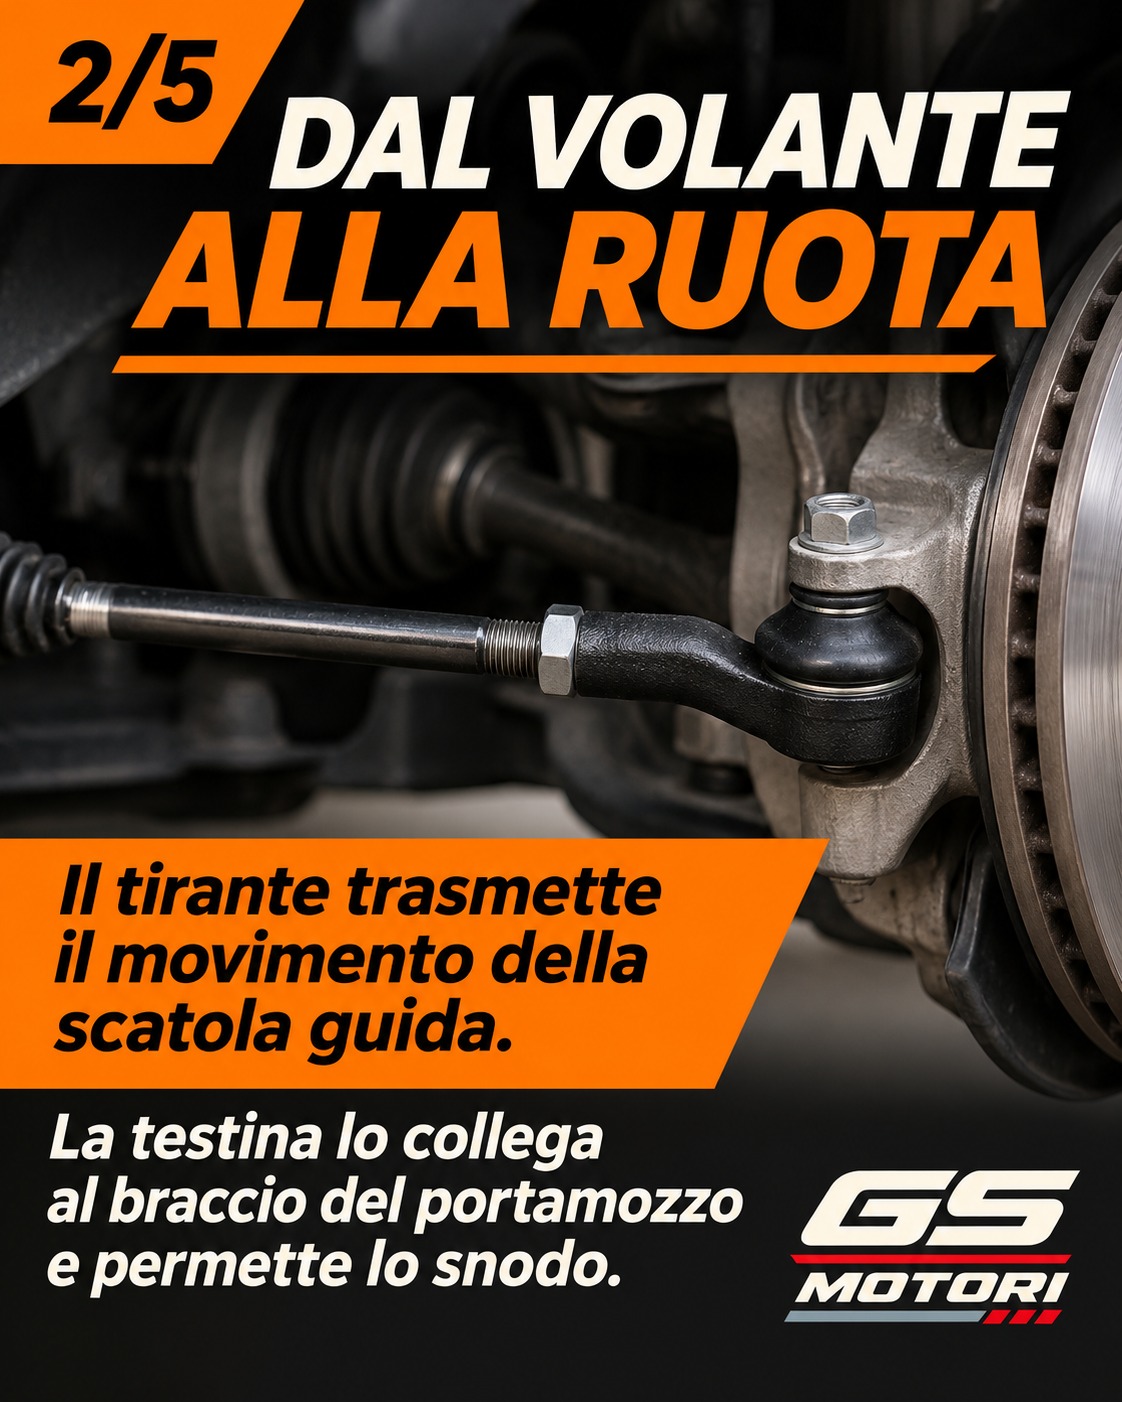 2/5
DAL VOLANTE
ALLA RUOTA
Il tirante trasmette
il movimento della
scatola guida.
La testina lo collega
al braccio del portamozzo
e permette lo snodo.
GS
MOTORI